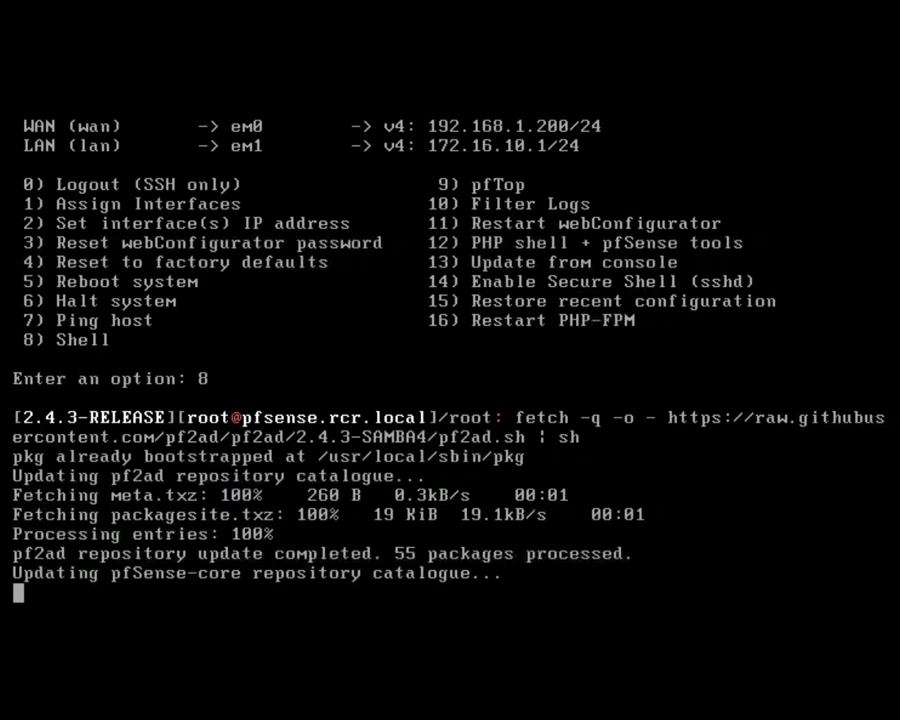 WAN (wan) -> em0 -> v4: 192.168.1.200/24
LAN (lan) -> em1 -> v4: 172.16.10.1/24
0) Logout (SSH only) 9) pfTop
1) Assign Interfaces 10) Filter Logs
2) Set interface(s) IP address 11) Restart webConfigurator
3) Reset webConfigurator password 12) PHP shell + pfSense tools
4) Reset to factory defaults 13) Update from console
5) Reboot system 14) Enable Secure Shell (sshd)
6) Halt system 15) Restore recent configuration
7) Ping host 16) Restart PHP-FPM
8) Shell
Enter an option: 8
[2.4.3-RELEASE][root@pfsense.rcr.local]/root: fetch -q -o - https://raw.githubus
ercontent.com/pf2ad/pf2ad/2.4.3-SAMBA4/pf2ad.sh | sh
pkg already bootstrapped at /usr/local/sbin/pkg
Updating pf2ad repository catalogue...
Fetching meta.txz: 100% 260 B 0.3kB/s 00:01
Fetching packagesite.txz: 100% 19 KiB 19.1kB/s 00:01
Processing entries: 100%
pf2ad repository update completed. 55 packages processed.
Updating pfSense-core repository catalogue...